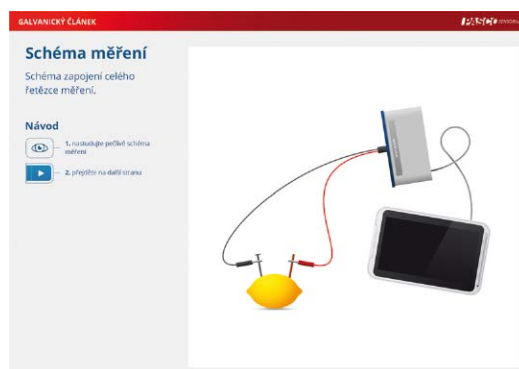 GALVANICKÝ ČLÁNEK
PASCO
Schéma měření
Schéma zapojení celého
řetězce měření.
Návod
1. nastudujte pečlivě schéma
měření
2. přejděte na další stranu